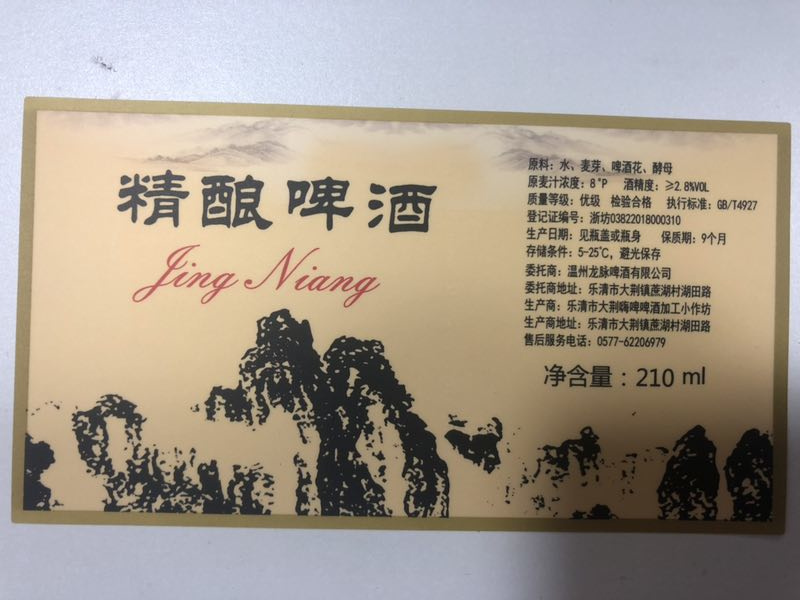 精酿啤酒
Jing Niang
原料：水、麦芽、啤酒花、酵母
原麦汁浓度：8°P 酒精度：≥2.8%VOL
质量等级：优级 检验合格 执行标准：GB/T4927
登记证编号：浙坊03822018000310
生产日期：见瓶盖或瓶身 保质期：9个月
存储条件：5-25℃，避光保存
委托商：温州龙脉啤酒有限公司
委托商地址：乐清市大荆镇蔗湖村湖田路
生产商：乐清市大荆嗨啤啤酒加工小作坊
生产商地址：乐清市大荆镇蔗湖村湖田路
售后服务电话：0577-62206979
净含量：210 ml